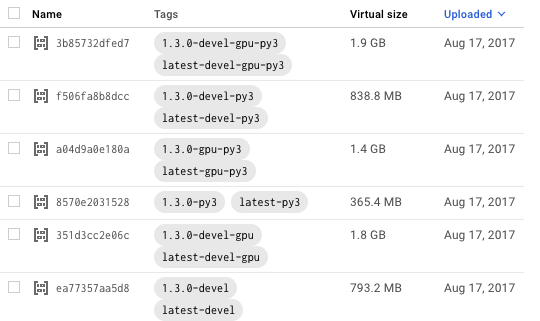 Name Tags Virtual size Uploaded
3b85732dfed7 1.3.0-devel-gpu-py3 1.9 GB Aug 17, 2017
latest-devel-gpu-py3
f506fa8b8dcc 1.3.0-devel-py3 838.8 MB Aug 17, 2017
latest-devel-py3
a04d9a0e180a 1.3.0-gpu-py3 1.4 GB Aug 17, 2017
latest-gpu-py3
8570e2031528 1.3.0-py3 latest-py3 365.4 MB Aug 17, 2017
351d3cc2e06c 1.3.0-devel-gpu 1.8 GB Aug 17, 2017
latest-devel-gpu
ea77357aa5d8 1.3.0-devel 793.2 MB Aug 17, 2017
latest-devel